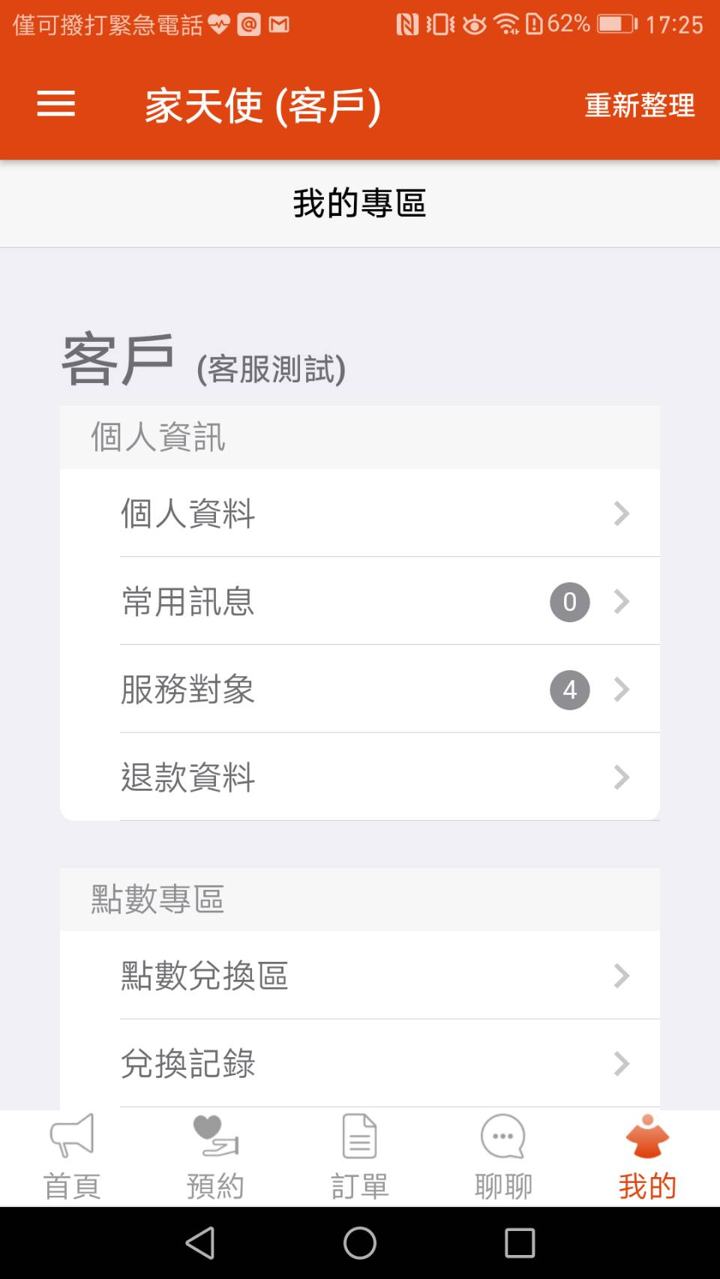 僅可撥打緊急電話 62% 17:25
家天使 (客戶) 重新整理
我的專區
客戶 (客服測試)
個人資訊
個人資料
常用訊息 0
服務對象 4
退款資料
點數專區
點數兌換區
兌換記錄
首頁 預約 訂單 聊聊 我的